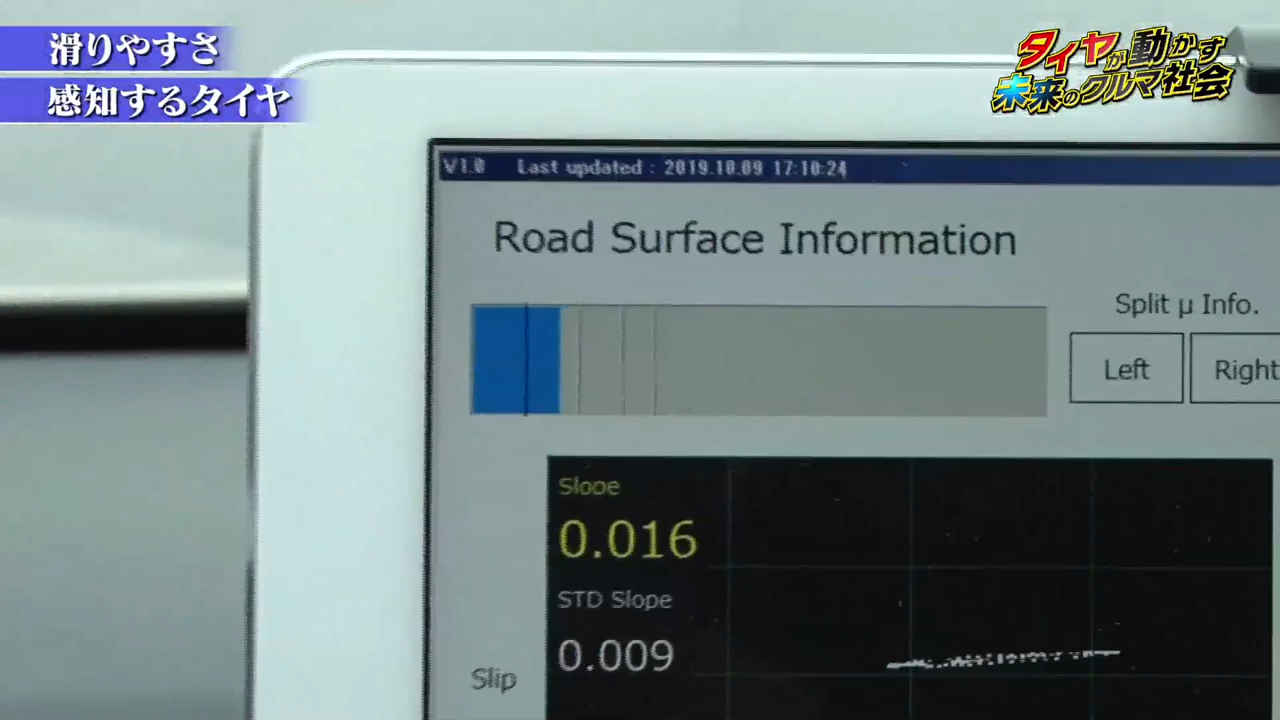 滑りやすさ
感知するタイヤ
タイヤが動かす
未来のクルマ社会
V1.0 Last updated : 2019.10.09 17:10:24
Road Surface Information
Split μ Info.
Left Right
Slope
0.016
STD Slope
0.009
Slip